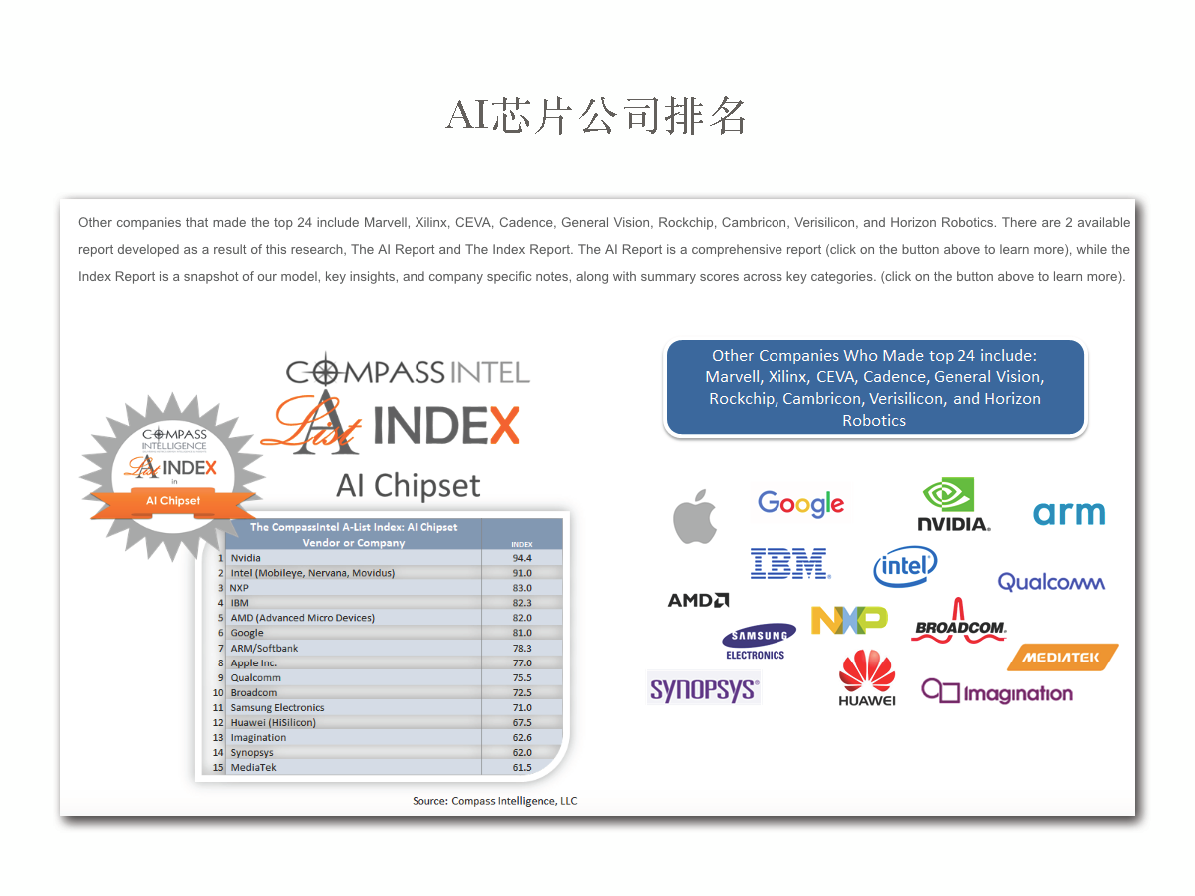 AI芯片公司排名
Other companies that made the top 24 include Marvell, Xilinx, CEVA, Cadence, General Vision, Rockchip, Cambricon, Verisilicon, and Horizon Robotics. There are 2 available
report developed as a result of this research, The AI Report and The Index Report. The AI Report is a comprehensive report (click on the button above to learn more), while the
Index Report is a snapshot of our model, key insights, and company specific notes, along with summary scores across key categories. (click on the button above to learn more).
COMPASS INTEL
A List INDEX
AI Chipset
COMPASS
INTELLIGENCE
A List INDEX
in
AI Chipset
The CompassIntel A-List Index: AI Chipset
Vendor or Company INDEX
1 Nvidia 94.4
2 Intel (Mobileye, Nervana, Movidus) 91.0
3 NXP 83.0
4 IBM 82.3
5 AMD (Advanced Micro Devices) 82.0
6 Google 81.0
7 ARM/Softbank 78.3
8 Apple Inc. 77.0
9 Qualcomm 75.5
10 Broadcom 72.5
11 Samsung Electronics 71.0
12 Huawei (HiSilicon) 67.5
13 Imagination 62.6
14 Synopsys 62.0
15 MediaTek 61.5
Source: Compass Intelligence, LLC
Other Companies Who Made top 24 include:
Marvell, Xilinx, CEVA, Cadence, General Vision,
Rockchip, Cambricon, Verisilicon, and Horizon
Robotics
Google
NVIDIA.
arm
IBM
intel
Qualcomm
AMD
SAMSUNG
ELECTRONICS
NXP
BROADCOM.
MEDIATEK
SYNOPSYS
HUAWEI
Imagination